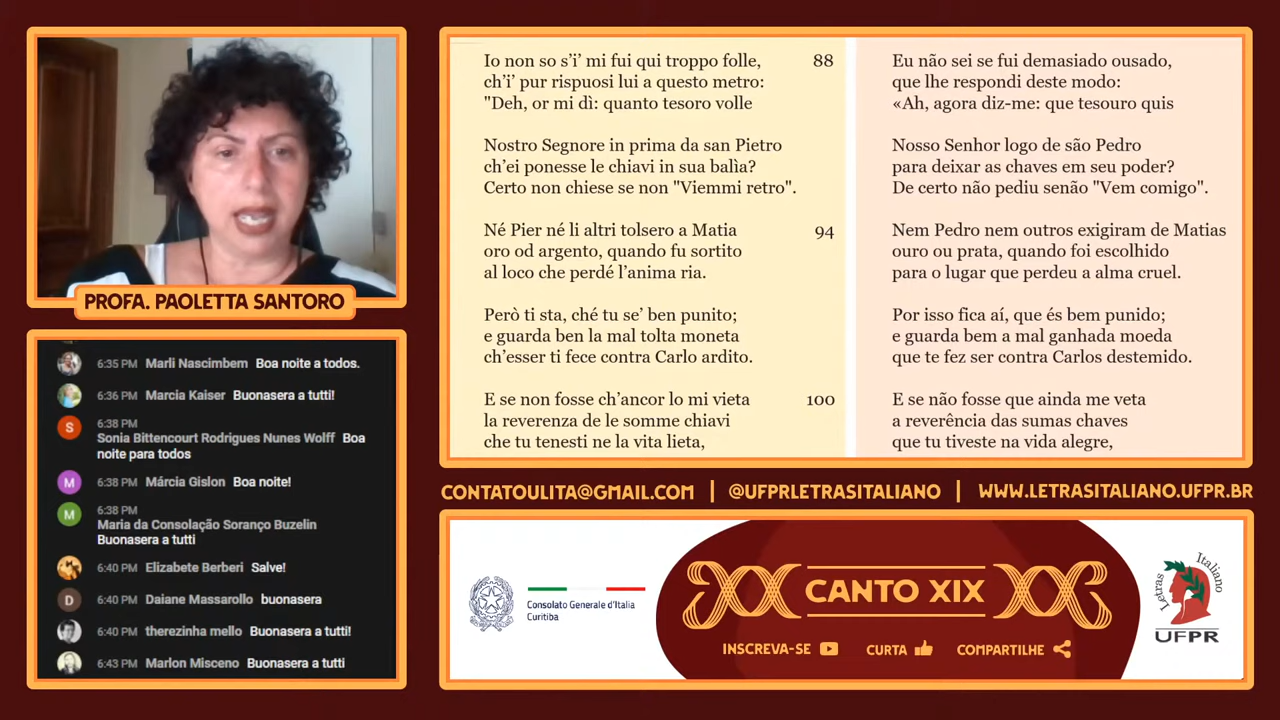 PROFA. PAOLETTA SANTORO
6:35 PM Marli Nascimbem Boa noite a todos.
6:36 PM Marcia Kaiser Buonasera a tutti!
S
6:38 PM
Sonia Bittencourt Rodrigues Nunes Wolff Boa
noite para todos
M 6:38 PM Márcia Gislon Boa noite!
M
6:38 PM
Maria da Consolação Soranço Buzelin
Buonasera a tutti
6:40 PM Elizabete Berberi Salve!
D 6:40 PM Daiane Massarollo buonasera
6:40 PM therezinha mello Buonasera a tutti!
6:43 PM Marlon Misceno Buonasera a tutti
Io non so s'i' mi fui qui troppo folle, 88
ch'i' pur rispuosi lui a questo metro:
"Deh, or mi dì: quanto tesoro volle
Nostro Segnore in prima da san Pietro
ch'ei ponesse le chiavi in sua balìa?
Certo non chiese se non "Viemmi retro".
Né Pier né li altri tolsero a Matia 94
oro od argento, quando fu sortito
al loco che perdé l'anima ria.
Però ti sta, ché tu se' ben punito;
e guarda ben la mal tolta moneta
ch'esser ti fece contra Carlo ardito.
E se non fosse ch'ancor lo mi vieta 100
la reverenza de le somme chiavi
che tu tenesti ne la vita lieta,
Eu não sei se fui demasiado ousado,
que lhe respondi deste modo:
«Ah, agora diz-me: que tesouro quis
Nosso Senhor logo de são Pedro
para deixar as chaves em seu poder?
De certo não pediu senão "Vem comigo".
Nem Pedro nem outros exigiram de Matias
ouro ou prata, quando foi escolhido
para o lugar que perdeu a alma cruel.
Por isso fica aí, que és bem punido;
e guarda bem a mal ganhada moeda
que te fez ser contra Carlos destemido.
E se não fosse que ainda me veta
a reverência das sumas chaves
que tu tiveste na vida alegre,
CONTATOULITA@GMAIL.COM | @UFPRLETRASITALIANO | WWW.LETRASITALIANO.UFPR.BR
Consolato Generale d'Italia
Curitiba
CANTO XIX
INSCREVA-SE CURTA COMPARTILHE
Letras Italiano
UFPR